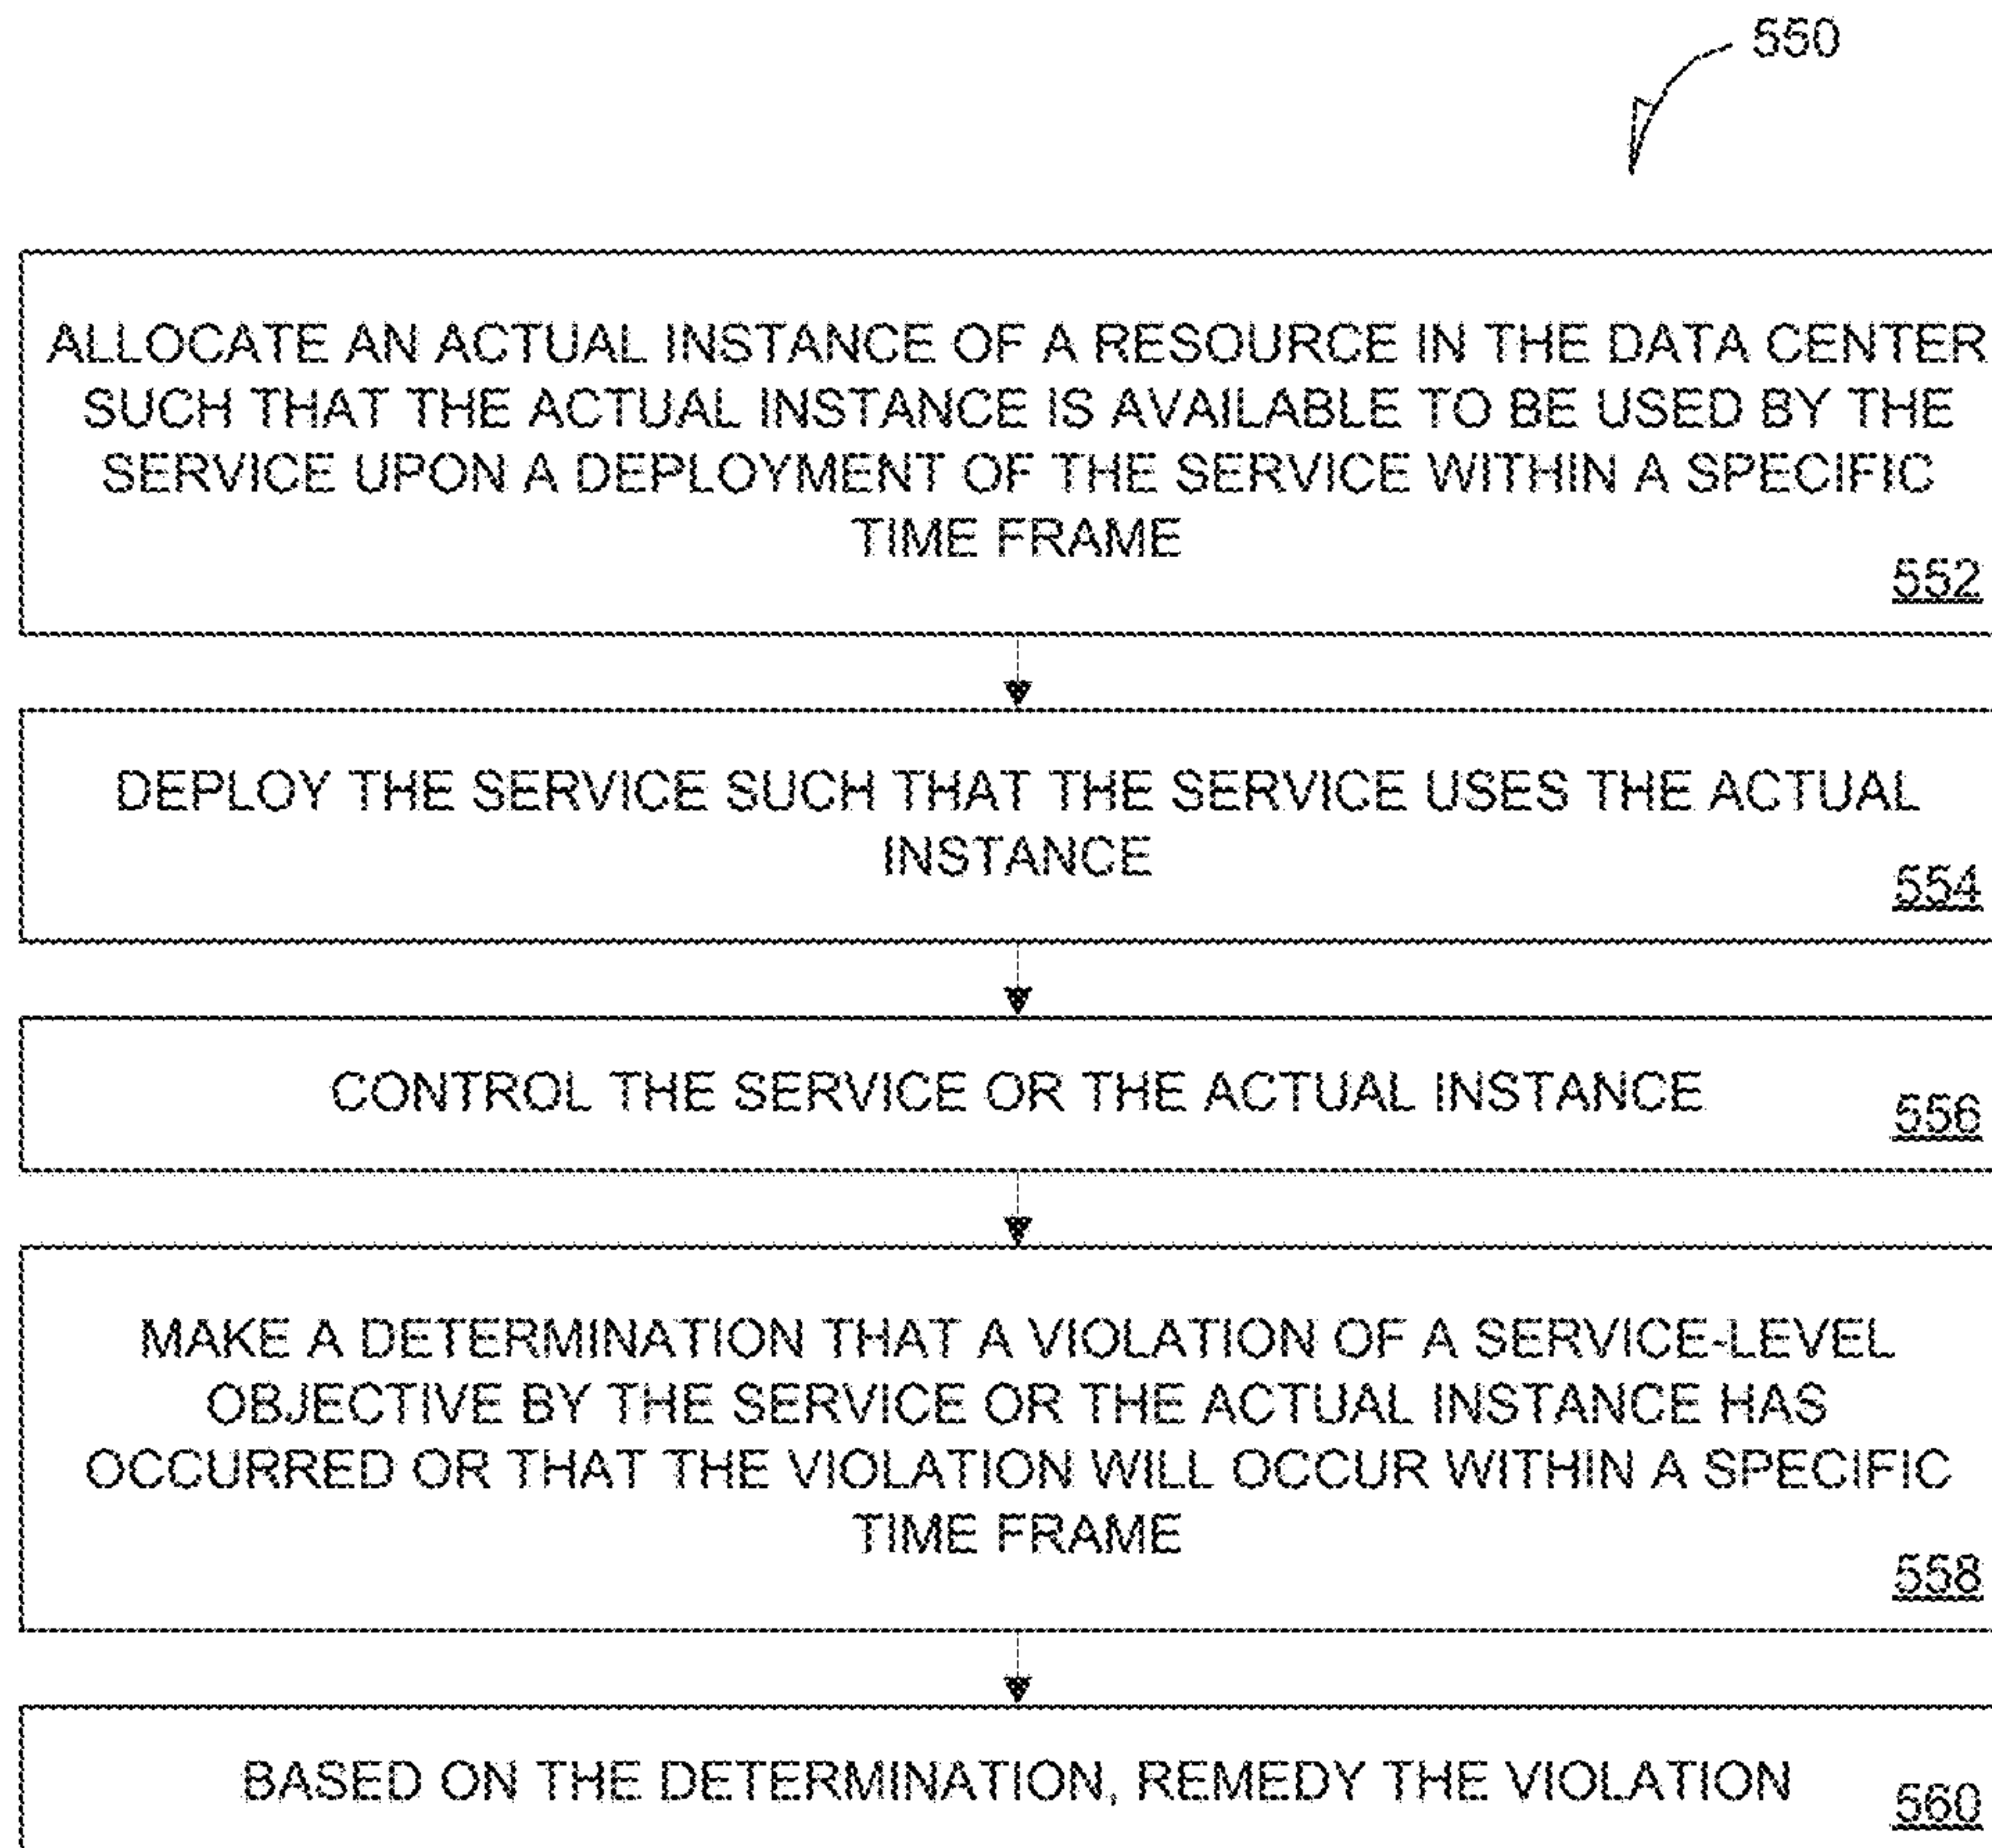 550
ALLOCATE AN ACTUAL INSTANCE OF A RESOURCE IN THE DATA CENTER
SUCH THAT THE ACTUAL INSTANCE IS AVAILABLE TO BE USED BY THE
SERVICE UPON A DEPLOYMENT OF THE SERVICE WITHIN A SPECIFIC
TIME FRAME
552
DEPLOY THE SERVICE SUCH THAT THE SERVICE USES THE ACTUAL
INSTANCE
554
CONTROL THE SERVICE OR THE ACTUAL INSTANCE
556
MAKE A DETERMINATION THAT A VIOLATION OF A SERVICE-LEVEL
OBJECTIVE BY THE SERVICE OR THE ACTUAL INSTANCE HAS
OCCURRED OR THAT THE VIOLATION WILL OCCUR WITHIN A SPECIFIC
TIME FRAME
558
BASED ON THE DETERMINATION, REMEDY THE VIOLATION
560